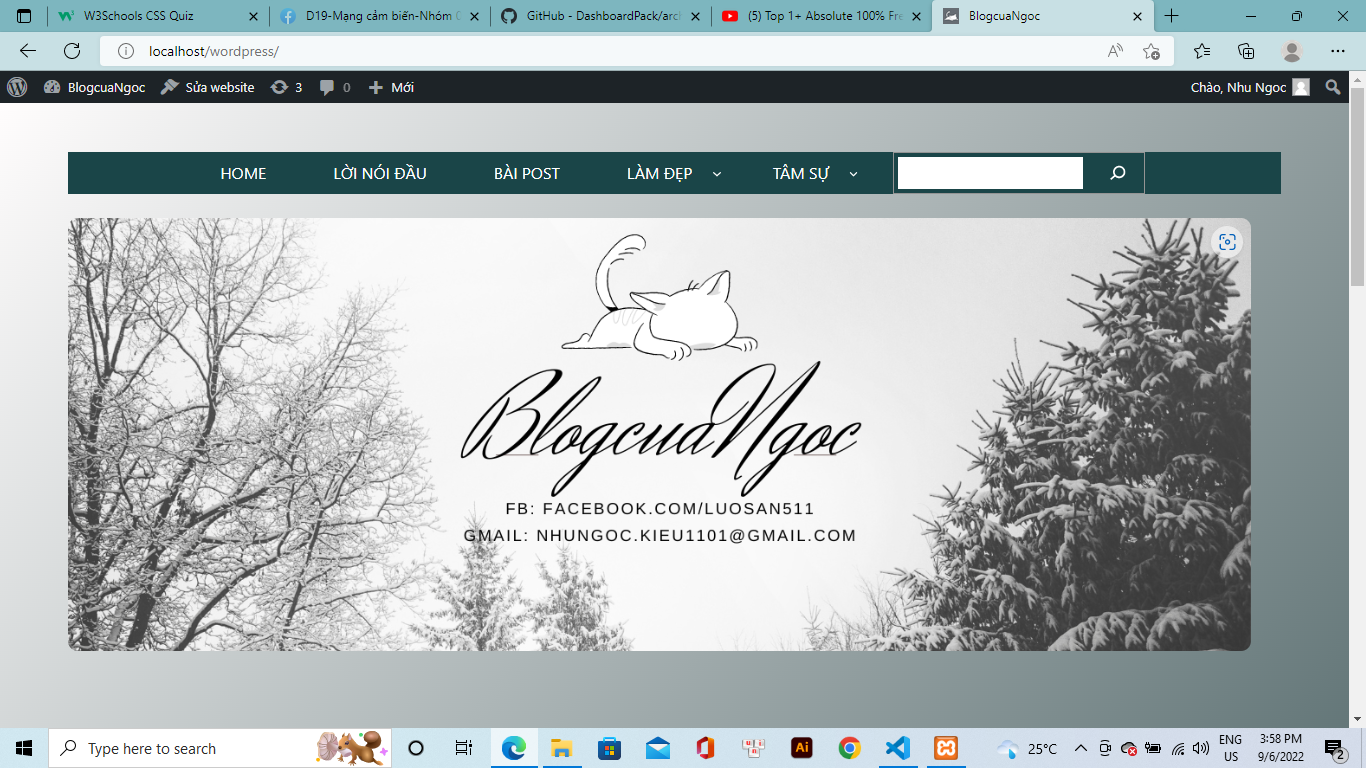 W3Schools CSS Quiz
D19-Mạng cảm biến-Nhóm
GitHub - DashboardPack/arch
(5) Top 1+ Absolute 100% Fre
BlogcuaNgoc
localhost/wordpress/
BlogcuaNgoc
Sửa website
3
0
Mới
Chào, Nhu Ngoc
HOME
LỜI NÓI ĐẦU
BÀI POST
LÀM ĐẸP
TÂM SỰ
BlogcuaNgoc
FB: FACEBOOK.COM/LUOSAN511
GMAIL: NHUNGOC.KIEU1101@GMAIL.COM
Type here to search
Ai
25°C
ENG
US
3:58 PM
9/6/2022
2